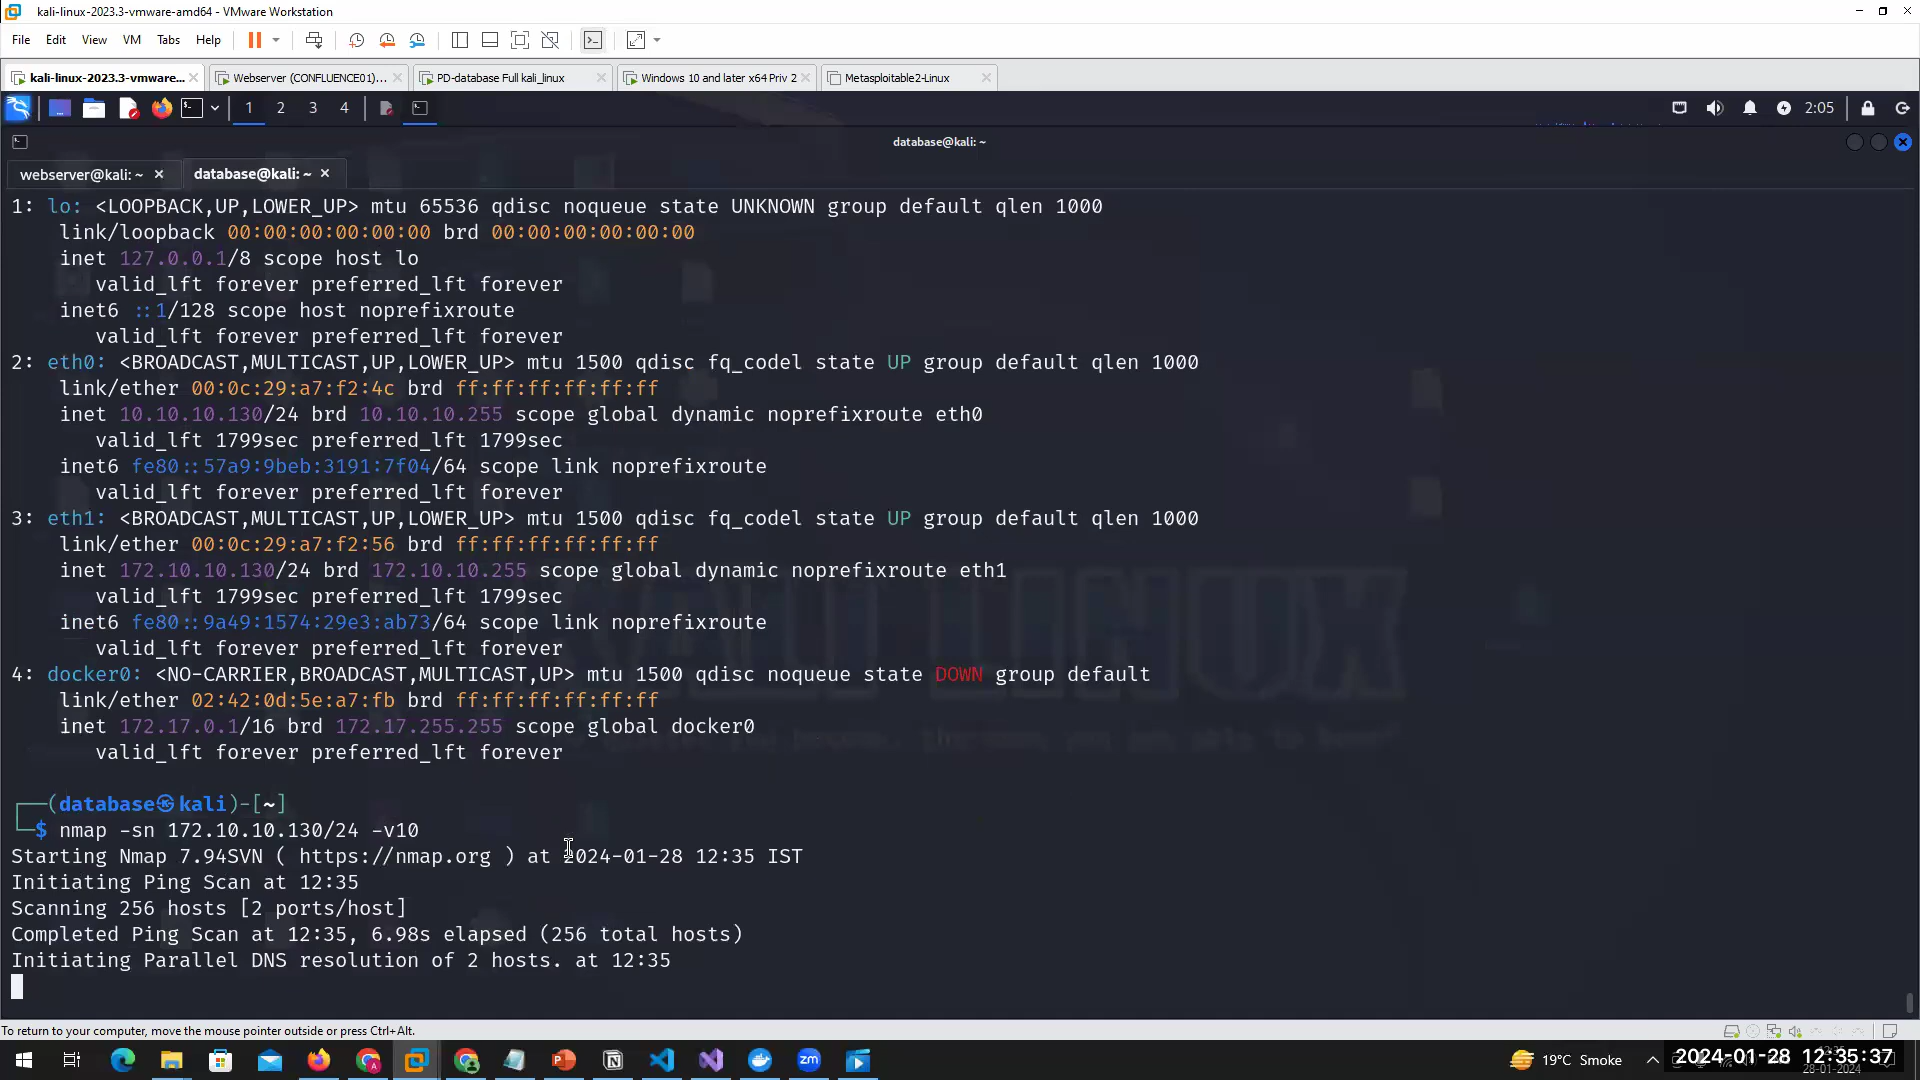 kali-linux-2023.3-vmware-amd64 - VMware Workstation
File Edit View VM Tabs Help
kali-linux-2023.3-vmware... Webserver (CONFLUENCE01)... PD-database Full kali_linux Windows 10 and later x64 Priv 2 Metasploitable2-Linux
1 2 3 4 2:05
database@kali: ~
webserver@kali: ~ database@kali: ~
1: lo: <LOOPBACK,UP,LOWER_UP> mtu 65536 qdisc noqueue state UNKNOWN group default qlen 1000
link/loopback 00:00:00:00:00:00 brd 00:00:00:00:00:00
inet 127.0.0.1/8 scope host lo
valid_lft forever preferred_lft forever
inet6 ::1/128 scope host noprefixroute
valid_lft forever preferred_lft forever
2: eth0: <BROADCAST,MULTICAST,UP,LOWER_UP> mtu 1500 qdisc fq_codel state UP group default qlen 1000
link/ether 00:0c:29:a7:f2:4c brd ff:ff:ff:ff:ff:ff
inet 10.10.10.130/24 brd 10.10.10.255 scope global dynamic noprefixroute eth0
valid_lft 1799sec preferred_lft 1799sec
inet6 fe80::57a9:9beb:3191:7f04/64 scope link noprefixroute
valid_lft forever preferred_lft forever
3: eth1: <BROADCAST,MULTICAST,UP,LOWER_UP> mtu 1500 qdisc fq_codel state UP group default qlen 1000
link/ether 00:0c:29:a7:f2:56 brd ff:ff:ff:ff:ff:ff
inet 172.10.10.130/24 brd 172.10.10.255 scope global dynamic noprefixroute eth1
valid_lft 1799sec preferred_lft 1799sec
inet6 fe80::9a49:1574:29e3:ab73/64 scope link noprefixroute
valid_lft forever preferred_lft forever
4: docker0: <NO-CARRIER,BROADCAST,MULTICAST,UP> mtu 1500 qdisc noqueue state DOWN group default
link/ether 02:42:0d:5e:a7:fb brd ff:ff:ff:ff:ff:ff
inet 172.17.0.1/16 brd 172.17.255.255 scope global docker0
valid_lft forever preferred_lft forever
┌──(database㉿kali)-[~]
└─$ nmap -sn 172.10.10.130/24 -v10
Starting Nmap 7.94SVN ( https://nmap.org ) at 2024-01-28 12:35 IST
Initiating Ping Scan at 12:35
Scanning 256 hosts [2 ports/host]
Completed Ping Scan at 12:35, 6.98s elapsed (256 total hosts)
Initiating Parallel DNS resolution of 2 hosts. at 12:35
To return to your computer, move the mouse pointer outside or press Ctrl+Alt.
19°C Smoke 2024-01-28 12:35:37
28-01-2024